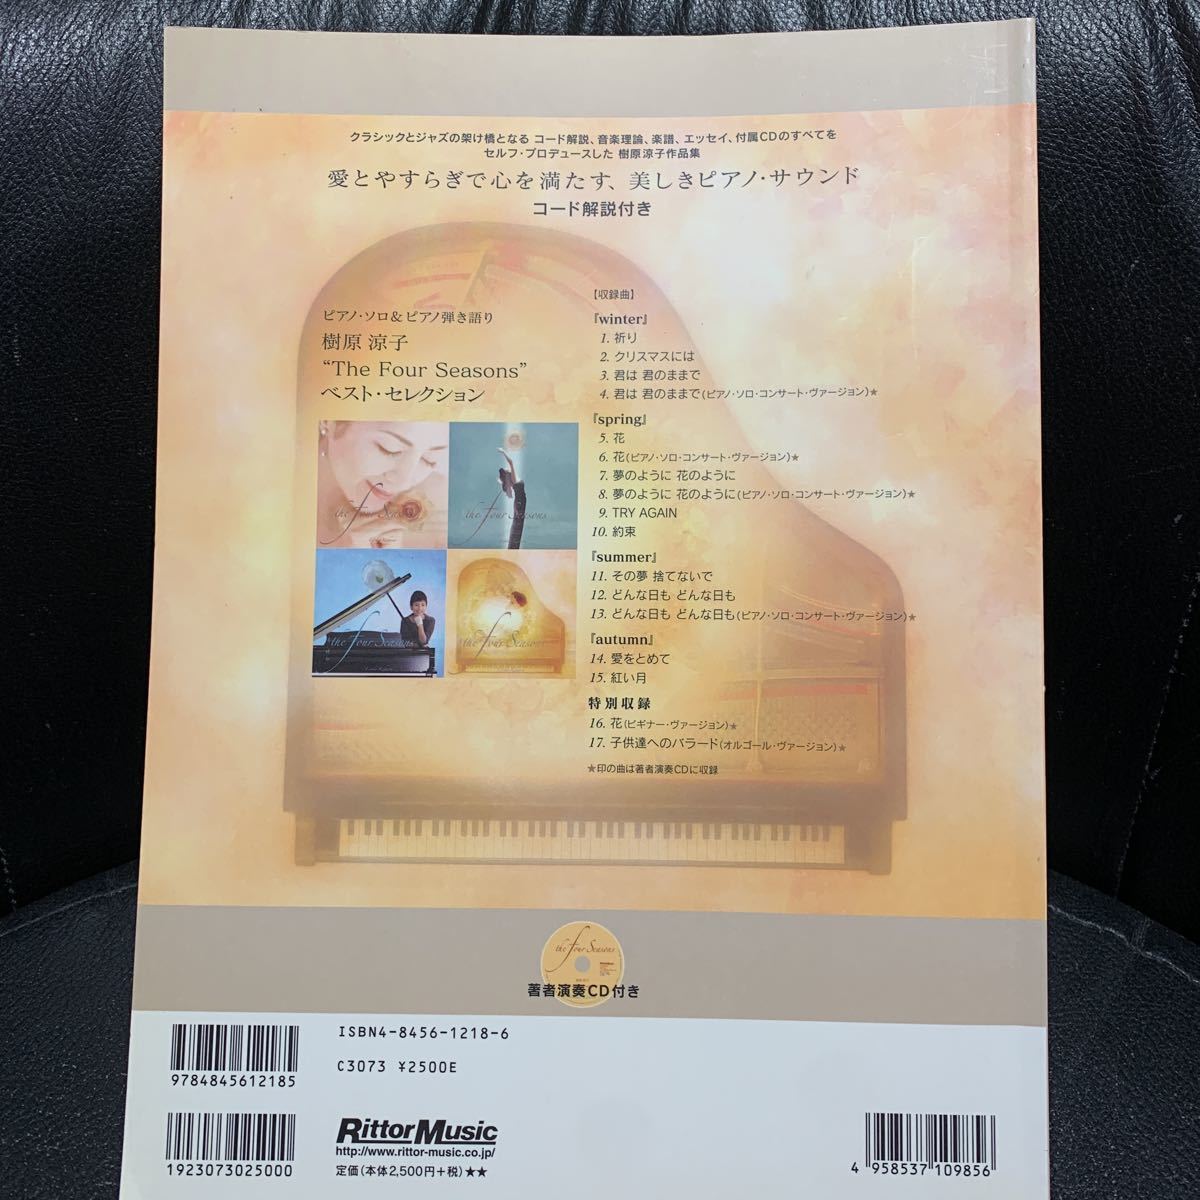 クラシックとジャズの架け橋となる コード解説、音楽理論、楽譜、エッセイ、付属CDのすべてを
セルフ・プロデュースした 樹原涼子作品集
愛とやすらぎで心を満たす、美しきピアノ・サウンド
コード解説付き
ピアノ・ソロ&ピアノ弾き語り
樹原 涼子
“The Four Seasons”
ベスト・セレクション
the Four Seasons
the Four Seasons
the Four Seasons
the Four Seasons
【収録曲】
『winter』
1. 祈り
2. クリスマスには
3. 君は 君のままで
4. 君は 君のままで(ピアノ・ソロ・コンサート・ヴァージョン)★
『spring』
5. 花
6. 花(ピアノ・ソロ・コンサート・ヴァージョン)★
7. 夢のように 花のように
8. 夢のように 花のように(ピアノ・ソロ・コンサート・ヴァージョン)★
9. TRY AGAIN
10. 約束
『summer』
11. その夢 捨てないで
12. どんな日も どんな日も
13. どんな日も どんな日も(ピアノ・ソロ・コンサート・ヴァージョン)★
『autumn』
14. 愛をとめて
15. 紅い月
特別収録
16. 花(ビギナー・ヴァージョン)★
17. 子供達へのバラード(オルゴール・ヴァージョン)★
★印の曲は著者演奏CDに収録
the Four Seasons
著者演奏CD付き
ISBN4-8456-1218-6
C3073 ¥2500E
9784845612185
1923073025000
RittorMusic
http://www.rittor-music.co.jp/
定価(本体2,500円+税)★★
4 958537 109856